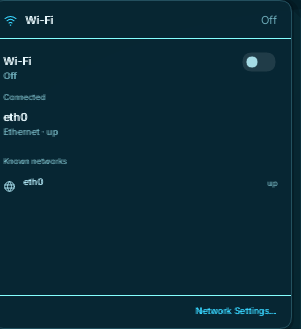 Wi-Fi Off
Wi-Fi
Off
Connected
eth0
Ethernet · up
Known networks
eth0 up
Network Settings...